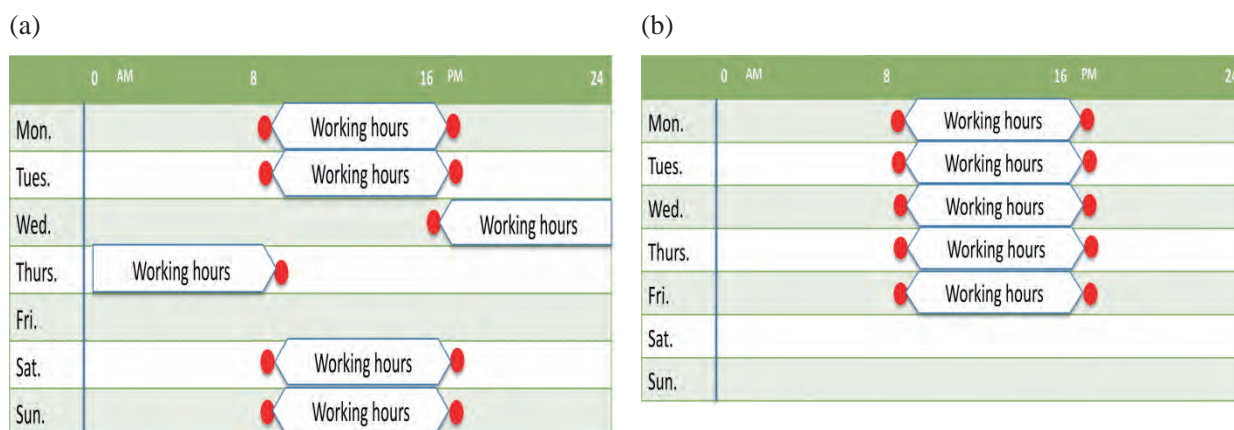 (a)
0 AM 8 16 PM 24
Mon. Working hours
Tues. Working hours
Wed. Working hours
Thurs. Working hours
Fri.
Sat. Working hours
Sun. Working hours
(b)
0 AM 8 16 PM 24
Mon. Working hours
Tues. Working hours
Wed. Working hours
Thurs. Working hours
Fri. Working hours
Sat.
Sun.